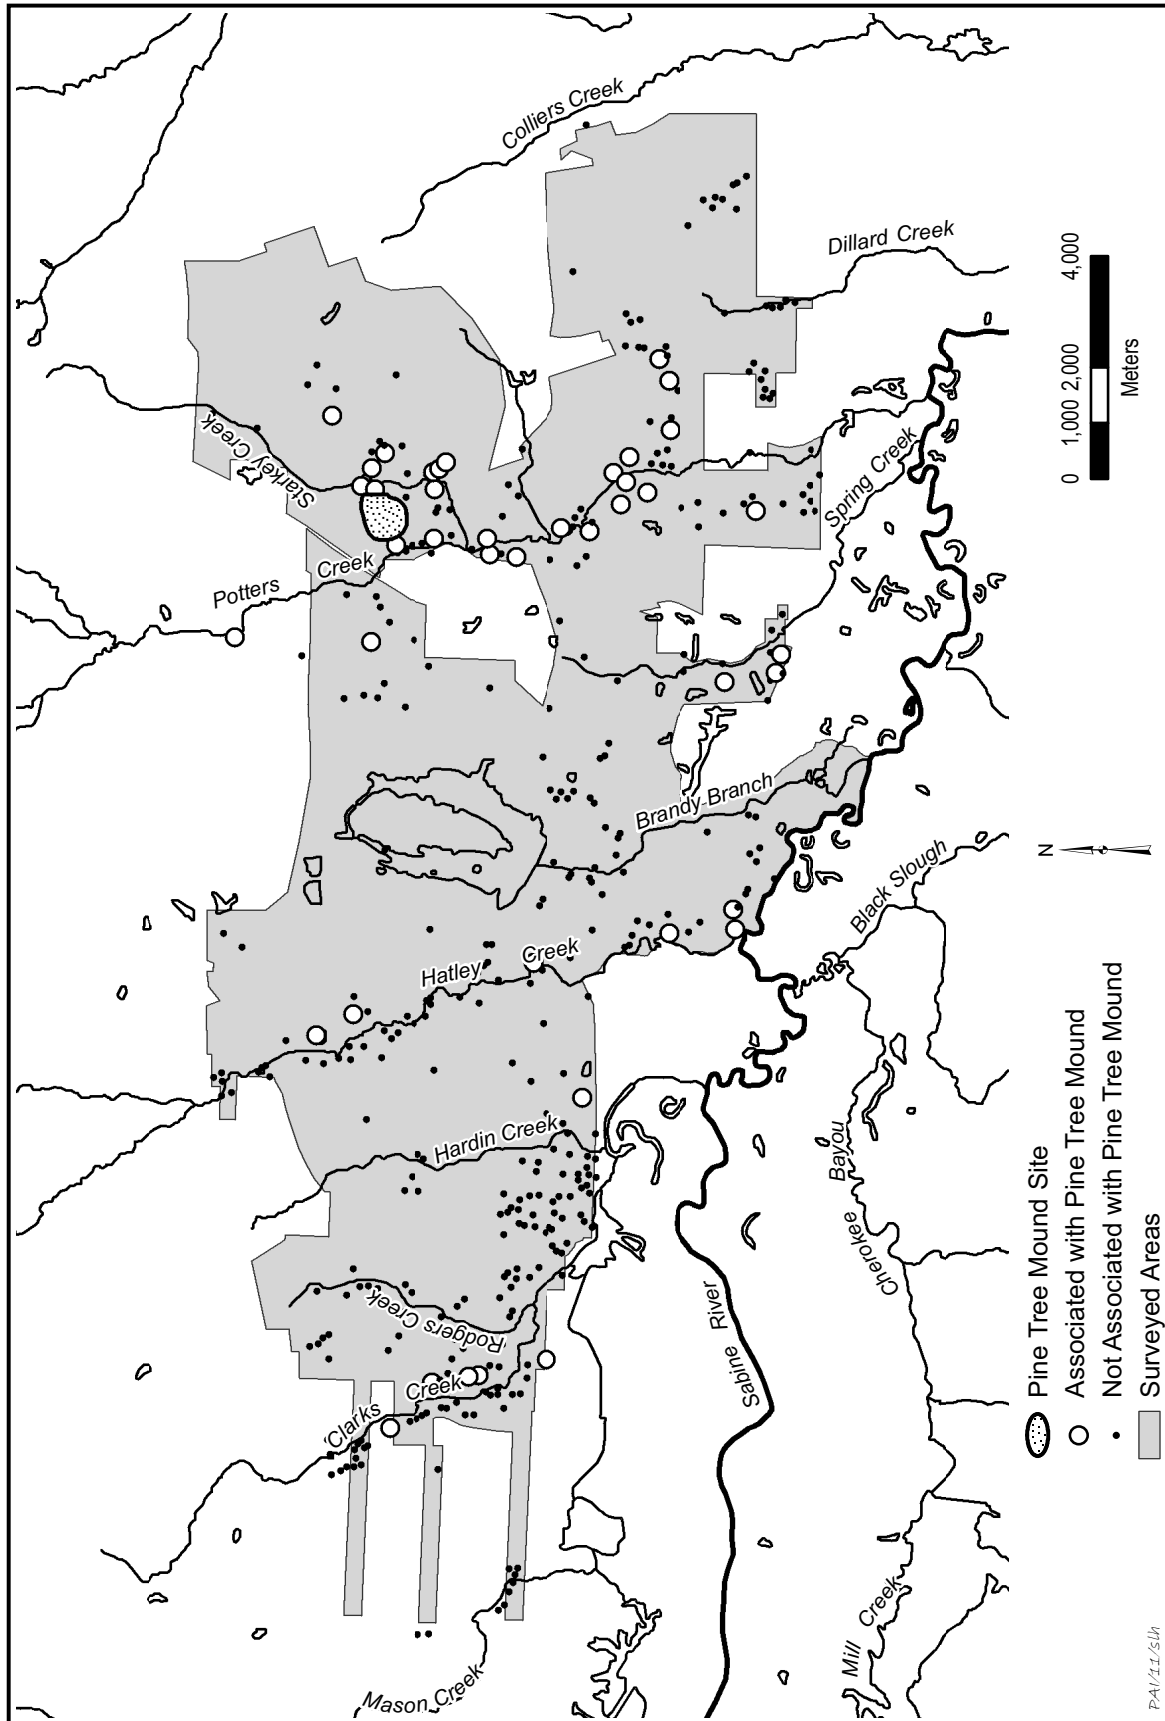 Colliers Creek
Dillard Creek
Starkey Creek
Spring Creek
Potters Creek
Brandy Branch
Black Slough
Hatley Creek
Hardin Creek
Cherokee Bayou
Rodgers Creek
Sabine River
Clarks Creek
Mason Creek
Mill Creek
N
0 1,000 2,000 4,000
Meters
Pine Tree Mound Site
Associated with Pine Tree Mound
Not Associated with Pine Tree Mound
Surveyed Areas
PAI/11/slh